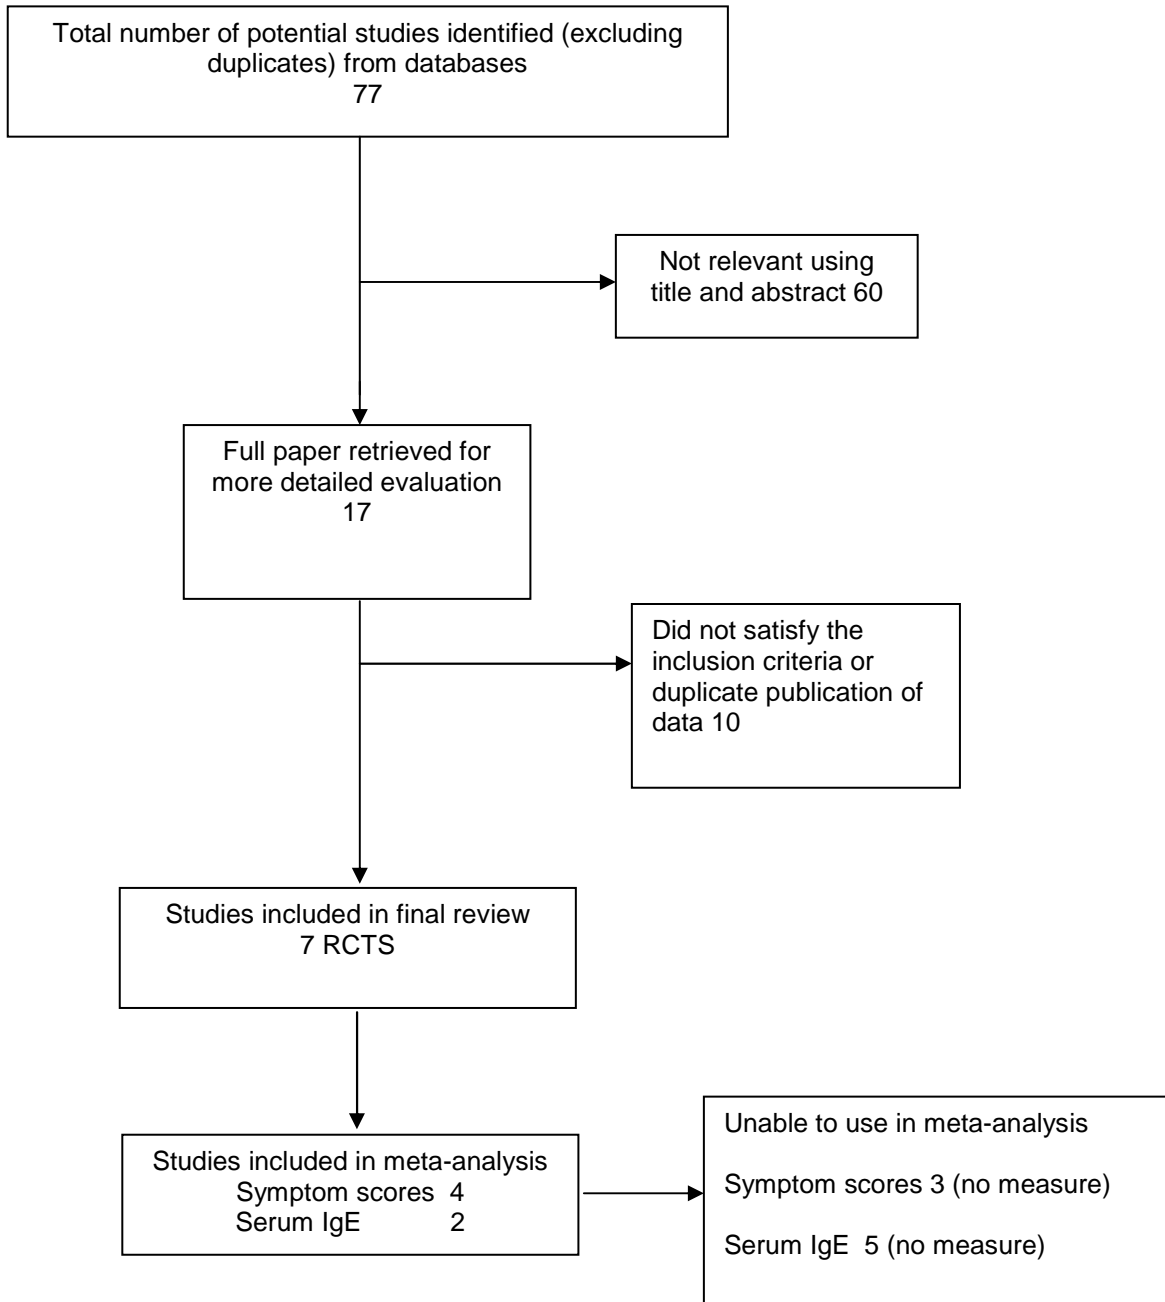 Total number of potential studies identified (excluding
duplicates) from databases
77
Not relevant using
title and abstract 60
Full paper retrieved for
more detailed evaluation
17
Did not satisfy the
inclusion criteria or
duplicate publication of
data 10
Studies included in final review
7 RCTS
Studies included in meta-analysis
Symptom scores 4
Serum IgE 2
Unable to use in meta-analysis
Symptom scores 3 (no measure)
Serum IgE 5 (no measure)